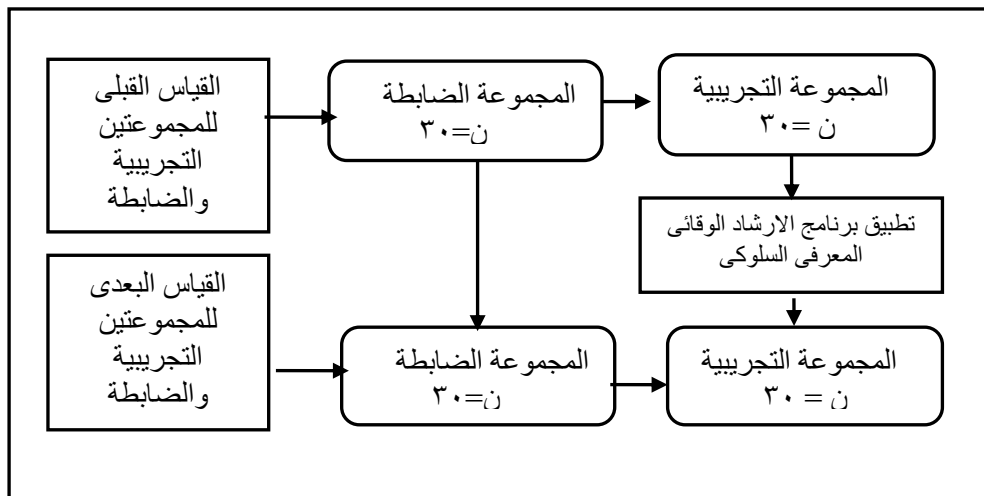 المجموعة التجريبية
ن = ٣٠
المجموعة الضابطة
ن=٣٠
القياس القبلى
للمجموعتين
التجريبية
والضابطة
تطبيق برنامج الارشاد الوقائى
المعرفى السلوكى
المجموعة التجريبية
ن = ٣٠
المجموعة الضابطة
ن=٣٠
القياس البعدى
للمجموعتين
التجريبية
والضابطة